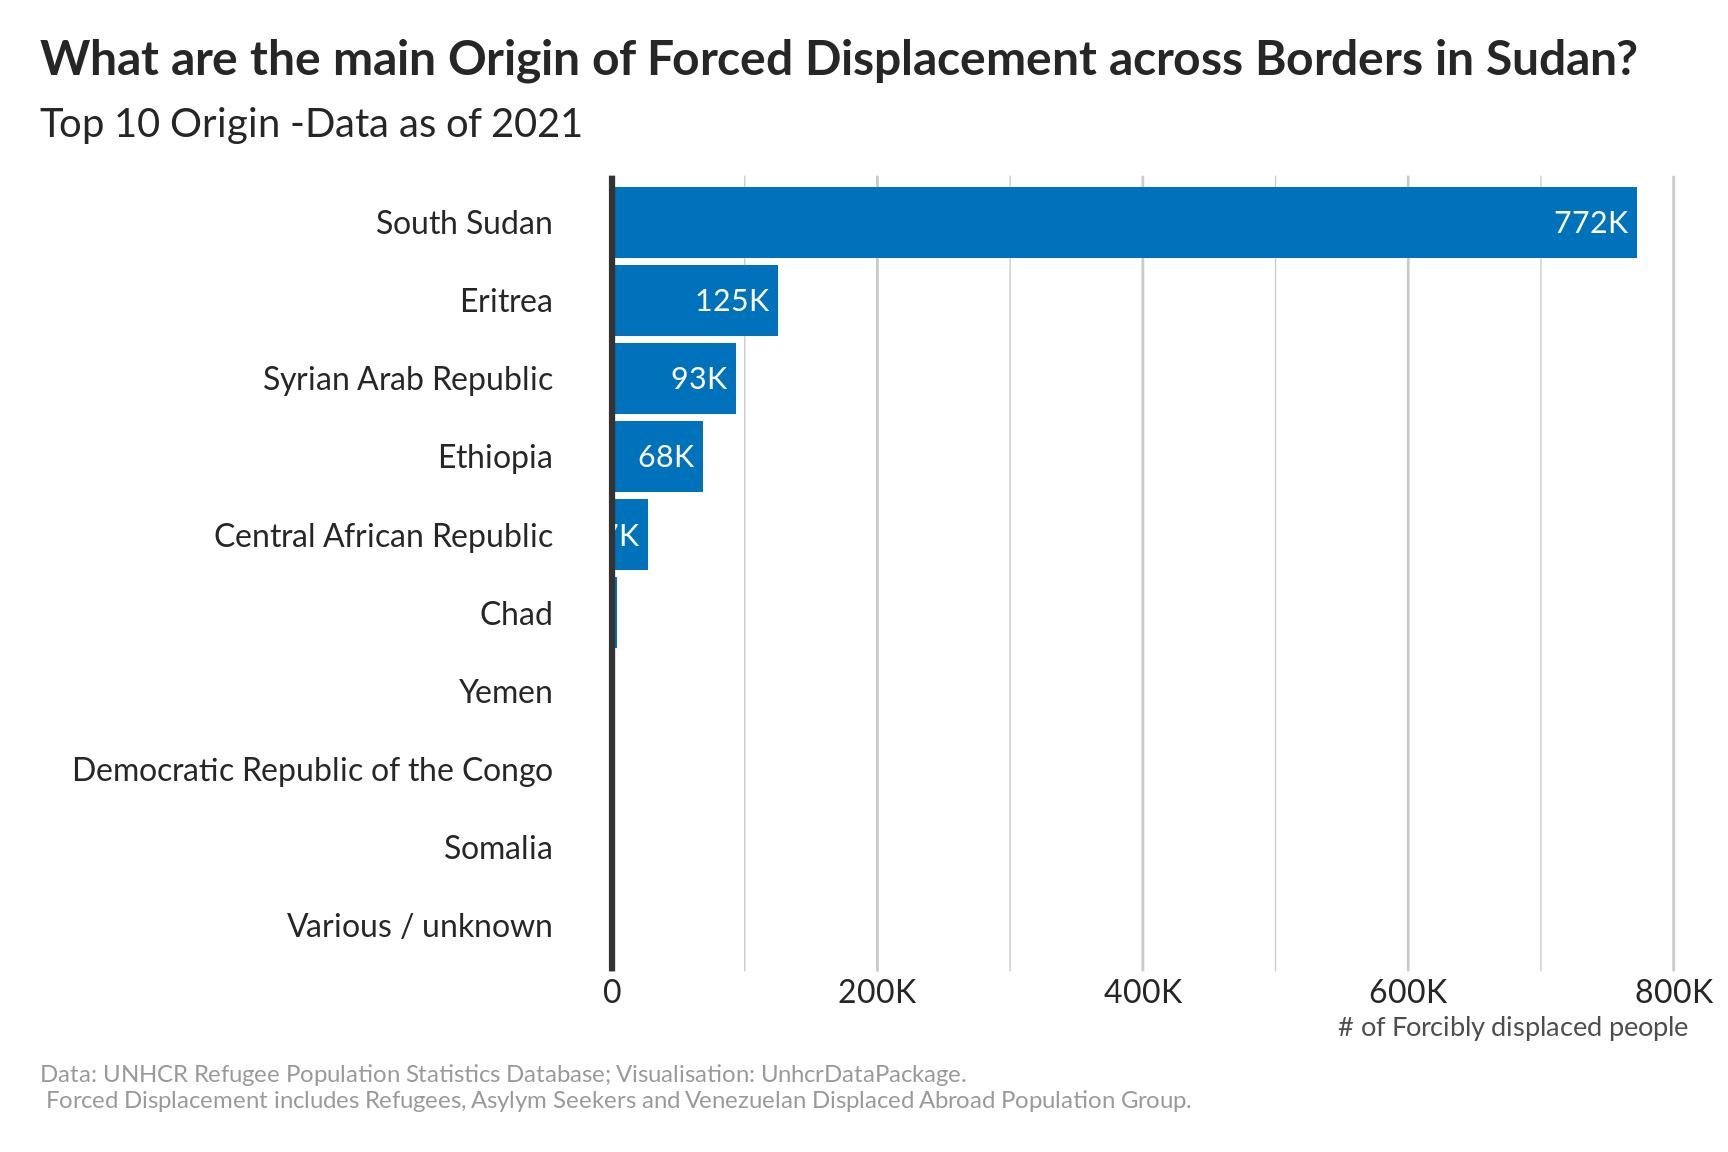 What are the main Origin of Forced Displacement across Borders in Sudan?
Top 10 Origin -Data as of 2021
South Sudan
772K
Eritrea
125K
Syrian Arab Republic
93K
Ethiopia
68K
Central African Republic
Chad
Yemen
Democratic Republic of the Congo
Somalia
Various / unknown
0 200K 400K 600K 800K
# of Forcibly displaced people
Data: UNHCR Refugee Population Statistics Database; Visualisation: UnhcrDataPackage.
Forced Displacement includes Refugees, Asylym Seekers and Venezuelan Displaced Abroad Population Group.